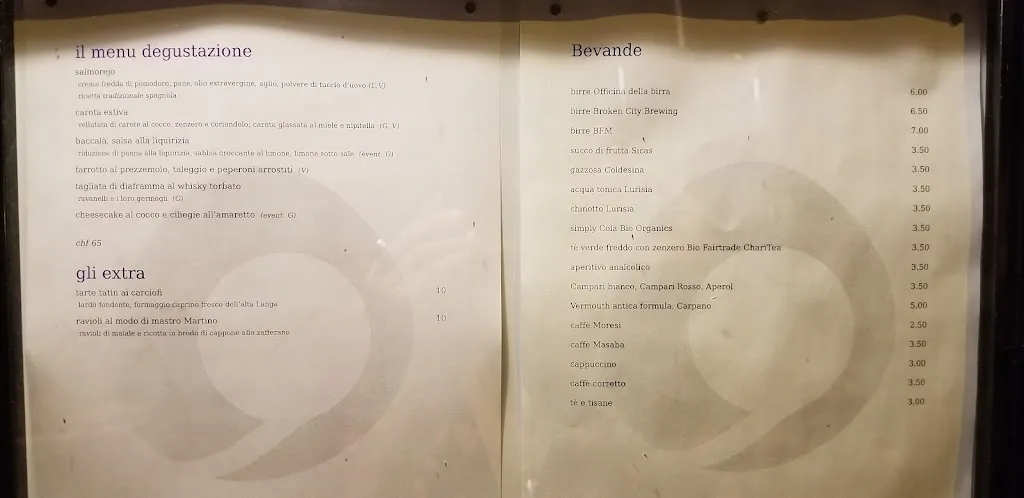 il menu degustazione
salmorejo
crema fredda di pomodoro, pane, olio extravergine, aglio, polvere di tuorlo d'uovo (L, V)
ricetta tradizionale spagnola
carota estiva
vellutata di carote al cocco, zenzero e coriandolo; carota glassata al miele e nipitella (G, V)
baccalà, salsa alla liquirizia
riduzione di panna alla liquirizia, sabbia croccante al limone, limone sotto sale (event. G)
farrotto al prezzemolo, taleggio e peperoni arrostiti (V)
tagliata di diaframma al whisky torbato
ravanelli e i loro germogli (G)
cheesecake al cocco e ciliegie all'amaretto (event. G)
chf 65
gli extra
tarte tatin ai carciofi 10
lardo fondente, formaggio caprino fresco dell'alta Langa
ravioli al modo di mastro Martino 10
ravioli di maiale e ricotta in brodo di cappone allo zafferano
Bevande
birre Officina della birra 6.00
birre Broken City Brewing 6.50
birre BFM 7.00
succo di frutta Sicas 3.50
gazzosa Coldesina 3.50
acqua tonica Lurisia 3.50
chinotto Lurisia 3.50
simply Cola Bio Organics 3.50
tè verde freddo con zenzero Bio Fairtrade ChariTea 3.50
aperitivo analcolico 3.50
Campari bianco, Campari Rosso, Aperol 3.50
Vermouth antica formula, Carpano 5.00
caffè Moresi 2.50
caffè Masaba 3.50
cappuccino 3.00
caffè corretto 3.50
tè e tisane 3.00